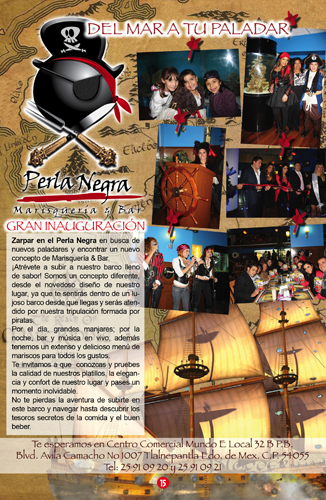 DEL MAR A TU PALADAR
Perla Negra
Marisquería y Bar
GRAN INAUGURACIÓN
Zarpar en el Perla Negra en busca de
nuevos paladares y encontrar un nuevo
concepto de Marisquería & Bar.
¡Atrévete a subir a nuestro barco lleno
de sabor! Somos un concepto diferente,
desde el novedoso diseño de nuestro
lugar, ya que te sentirás dentro de un lu-
joso barco desde que llegas y serás aten-
dido por nuestra tripulación formada por
piratas.
Por el día, grandes manjares; por la
noche, bar y música en vivo, además
tenemos un extenso y delicioso menú de
mariscos para todos los gustos.
Te invitamos a que conozcas y pruebes
la calidad de nuestros platillos, la elegan-
cia y confort de nuestro lugar y pases un
momento inolvidable.
No te pierdas la aventura de subirte en
este barco y navegar hasta descubrir los
tesoros secretos de la comida y el buen
beber.
Te esperamos en Centro Comercial Mundo E Local 32 B P.B.
Blvd. Avila Camacho No 1007 Tlalnepantla Edo. de Mex. C.P. 54055
Tel: 25 91 09 20 y 25 91 09 21
15